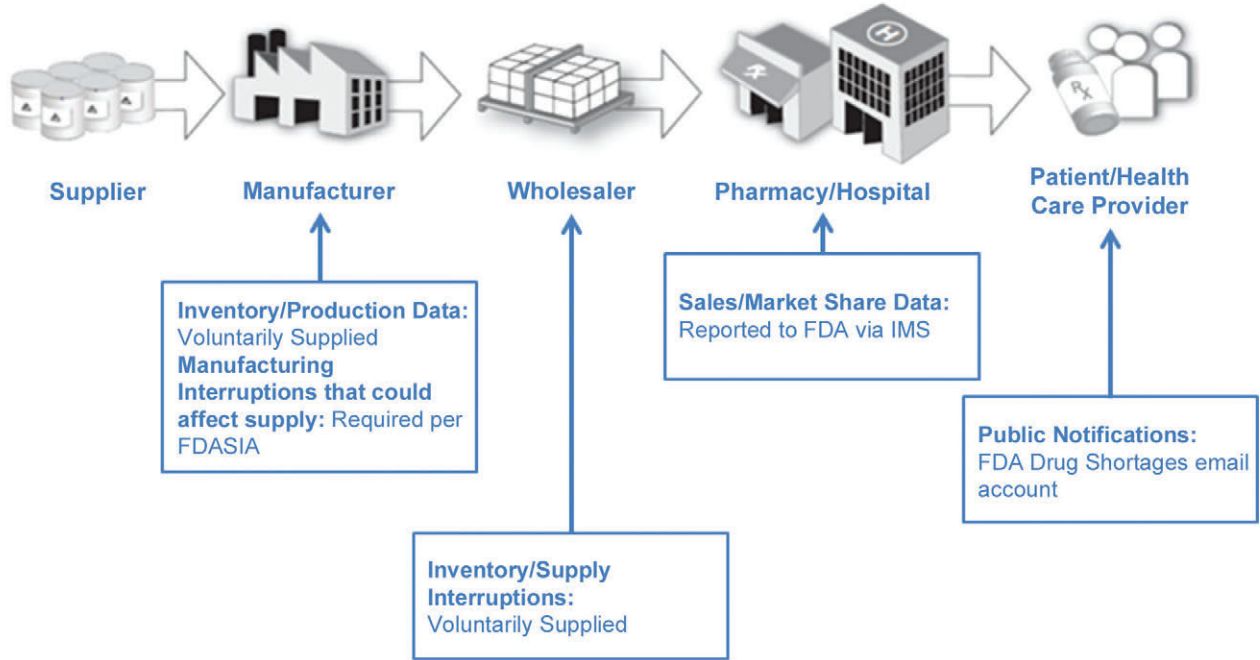 H
Rx
Rx
Supplier
Manufacturer
Wholesaler
Pharmacy/Hospital
Patient/Health
Care Provider
Inventory/Production Data:
Voluntarily Supplied
Manufacturing
Interruptions that could
affect supply: Required per
FDASIA
Inventory/Supply
Interruptions:
Voluntarily Supplied
Sales/Market Share Data:
Reported to FDA via IMS
Public Notifications:
FDA Drug Shortages email
account